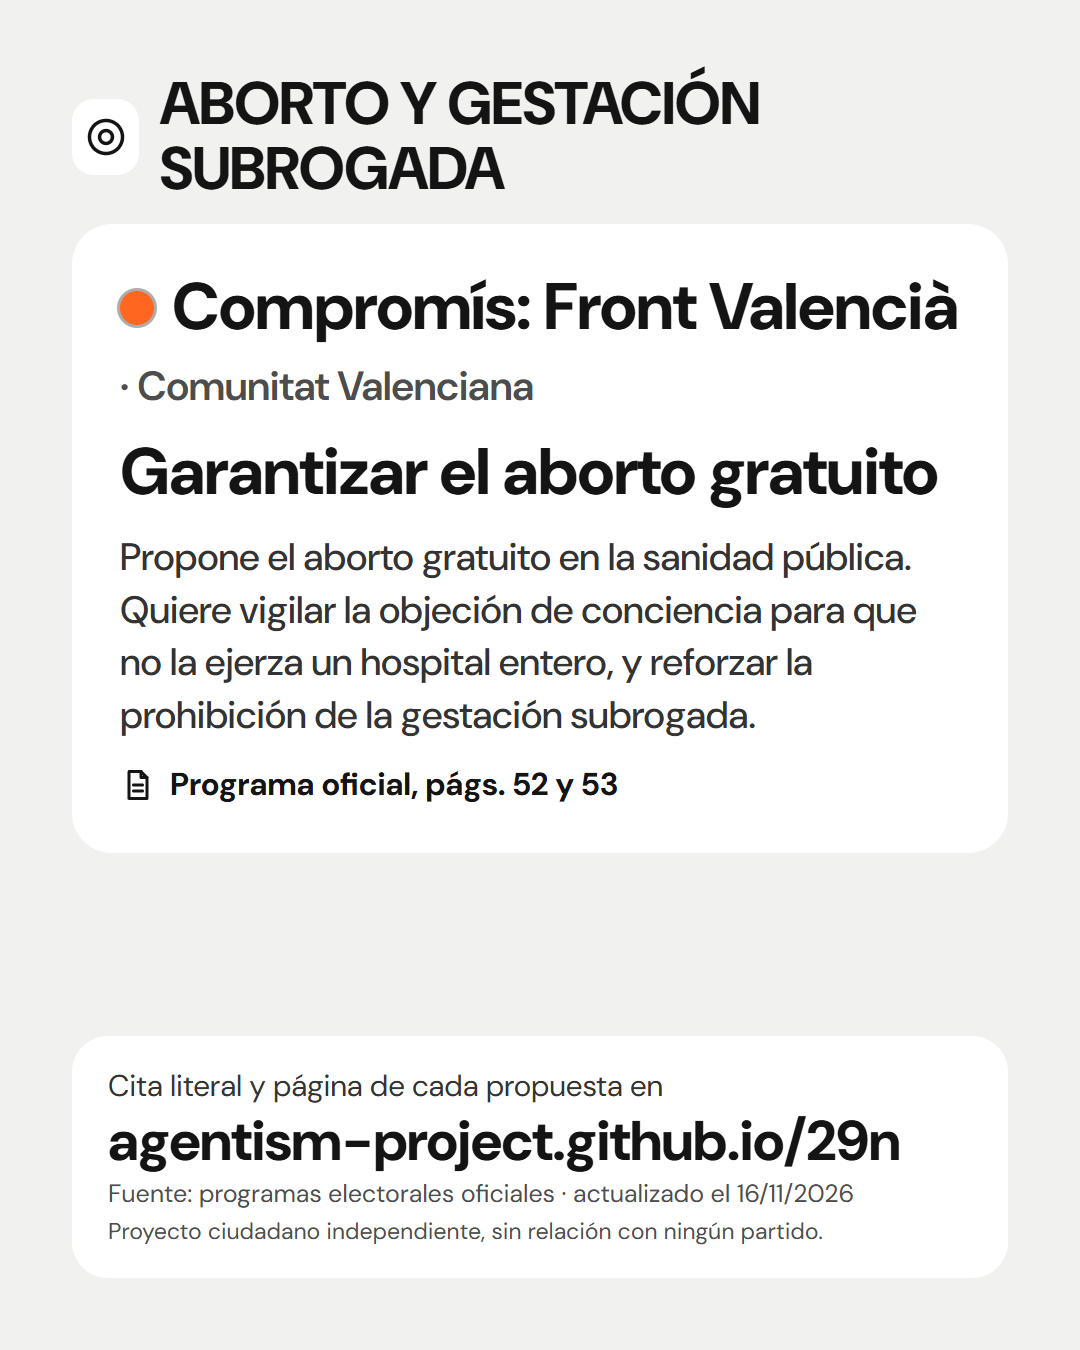 ABORTO Y GESTACIÓN
SUBROGADA
Compromís: Front Valencià
· Comunitat Valenciana
Garantizar el aborto gratuito
Propone el aborto gratuito en la sanidad pública.
Quiere vigilar la objeción de conciencia para que
no la ejerza un hospital entero, y reforzar la
prohibición de la gestación subrogada.
Programa oficial, págs. 52 y 53
Cita literal y página de cada propuesta en
agentism-project.github.io/29n
Fuente: programas electorales oficiales · actualizado el 16/11/2026
Proyecto ciudadano independiente, sin relación con ningún partido.